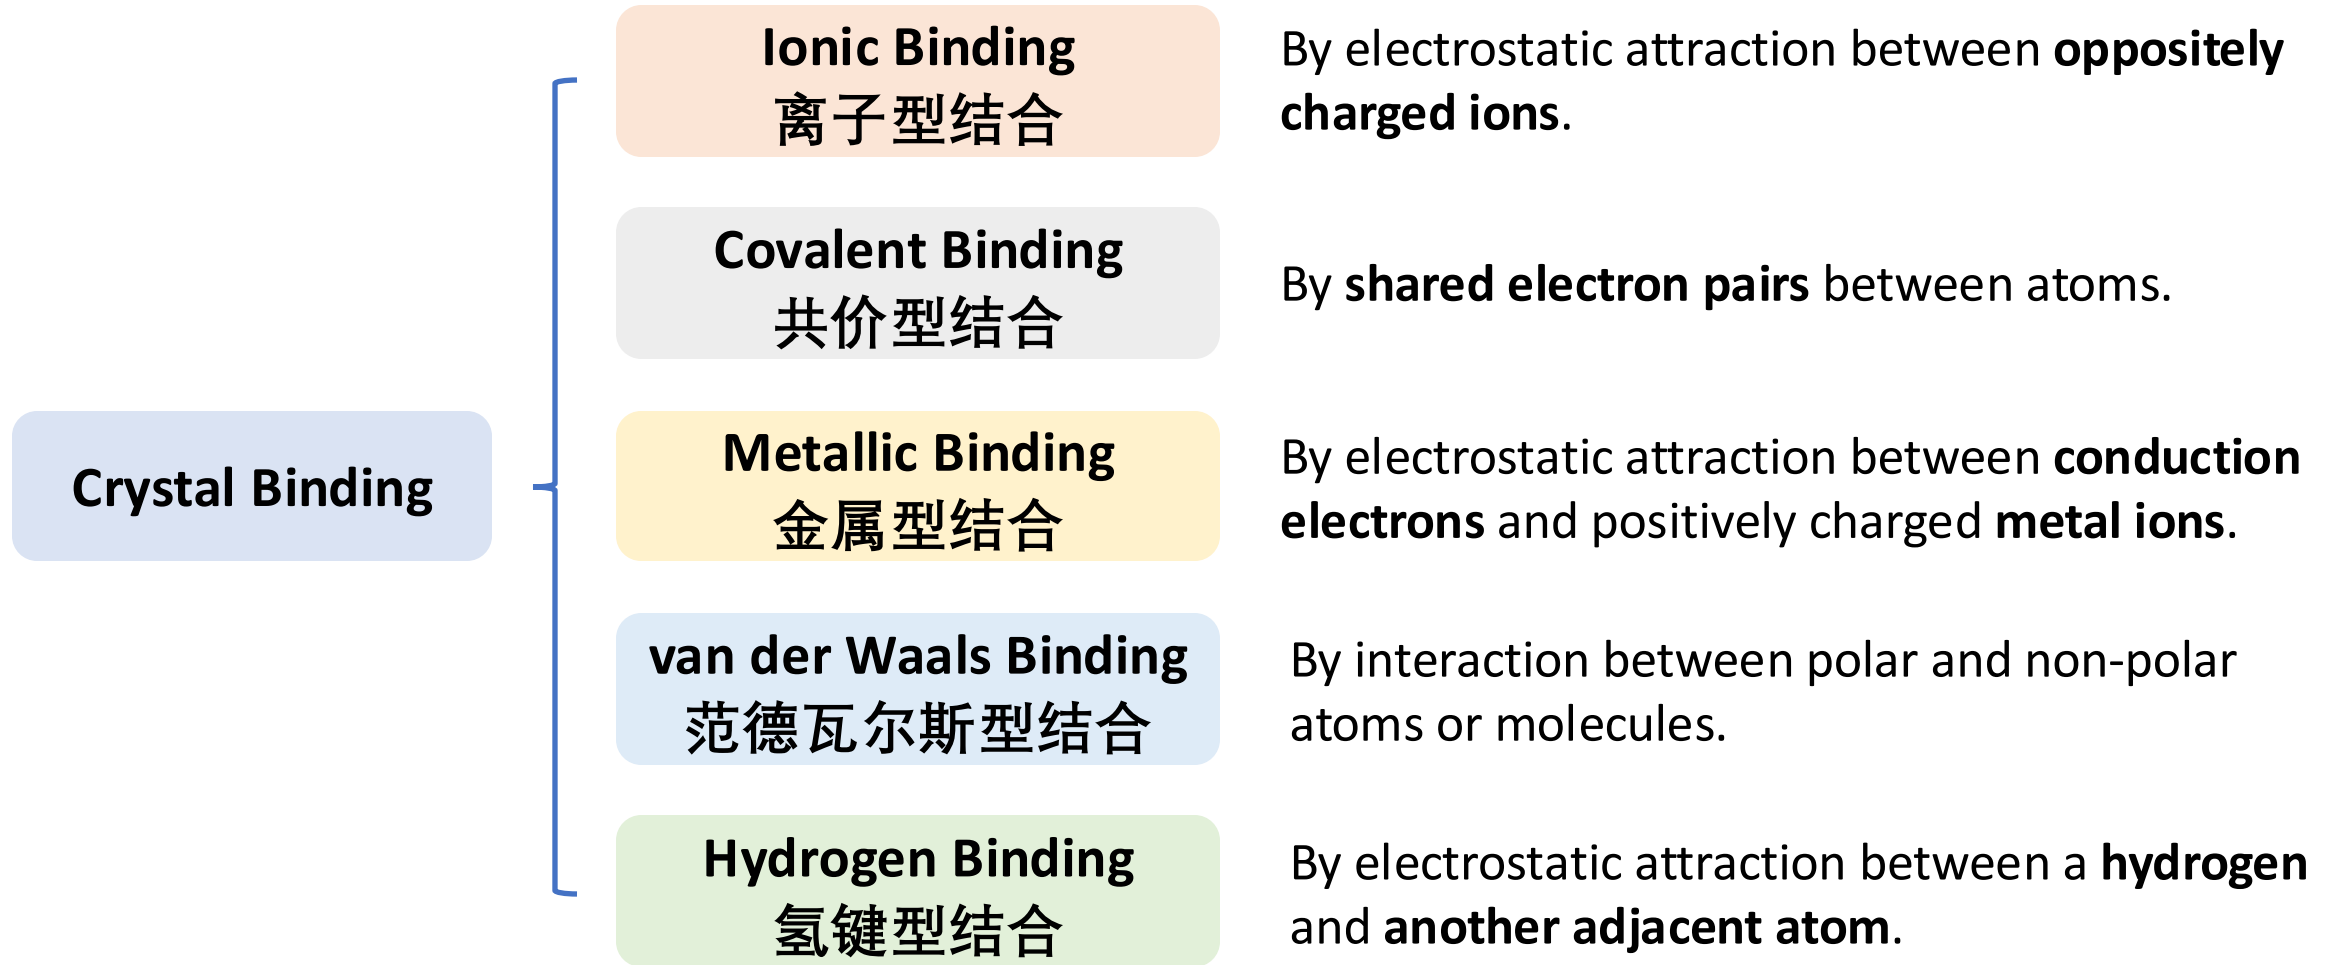 Crystal Binding
Ionic Binding
离子型结合
By electrostatic attraction between oppositely
charged ions.
Covalent Binding
共价型结合
By shared electron pairs between atoms.
Metallic Binding
金属型结合
By electrostatic attraction between conduction
electrons and positively charged metal ions.
van der Waals Binding
范德瓦尔斯型结合
By interaction between polar and non-polar
atoms or molecules.
Hydrogen Binding
氢键型结合
By electrostatic attraction between a hydrogen
and another adjacent atom.